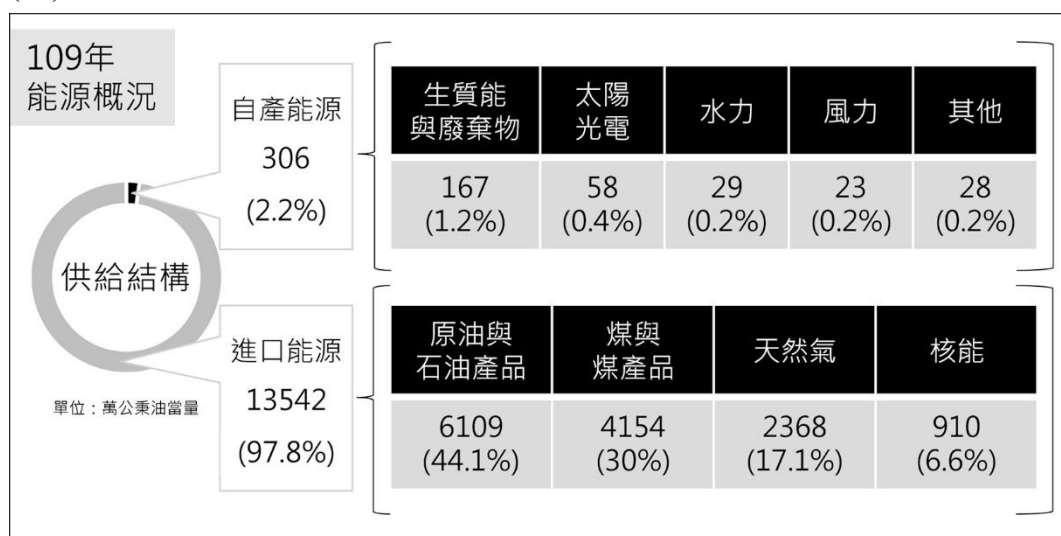 109年
能源概況
供給結構
單位：萬公秉油當量
自產能源
306
(2.2%)
生質能
與廢棄物
太陽
光電
水力
風力
其他
167
(1.2%)
58
(0.4%)
29
(0.2%)
23
(0.2%)
28
(0.2%)
進口能源
13542
(97.8%)
原油與
石油產品
煤與
煤產品
天然氣
核能
6109
(44.1%)
4154
(30%)
2368
(17.1%)
910
(6.6%)